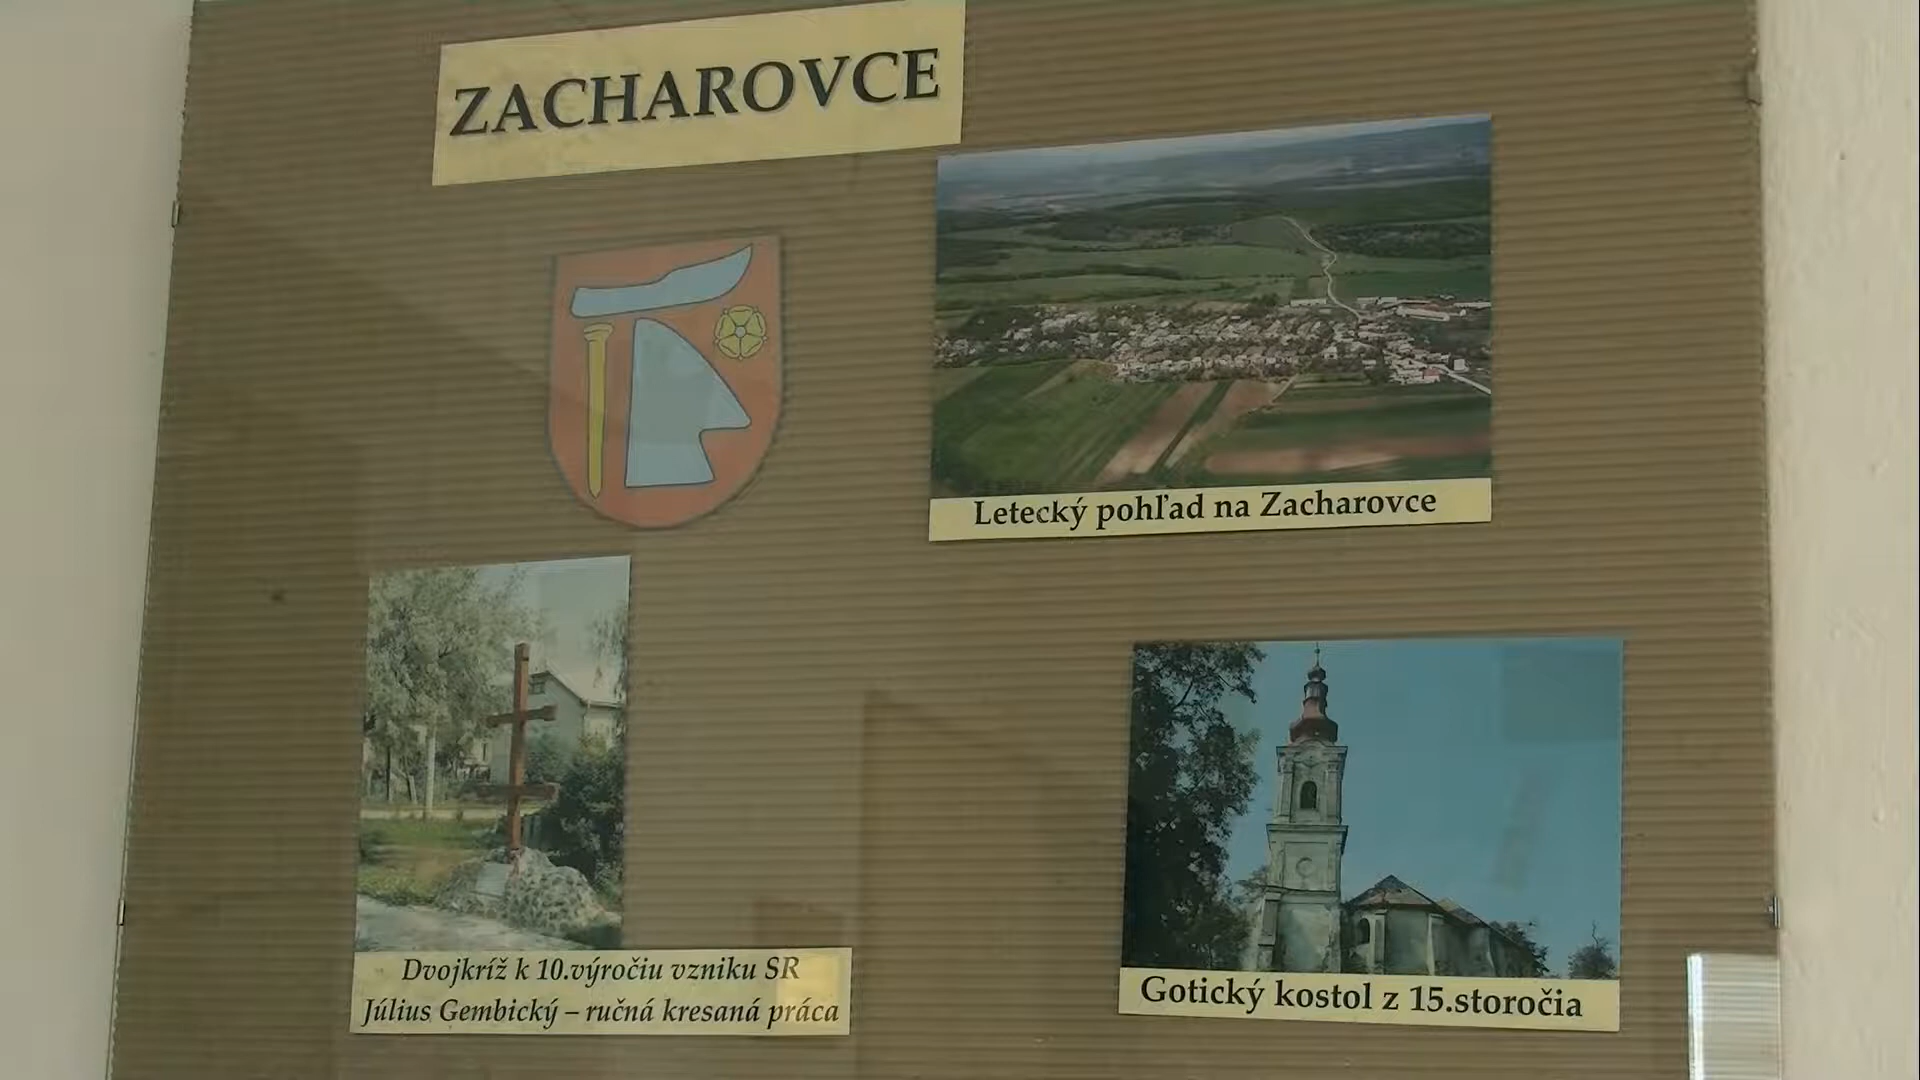 ZACHAROVCE
Letecký pohľad na Zacharovce
Dvojkríž k 10.výročiu vzniku SR
Július Gembický – ručná kresaná práca
Gotický kostol z 15.storočia